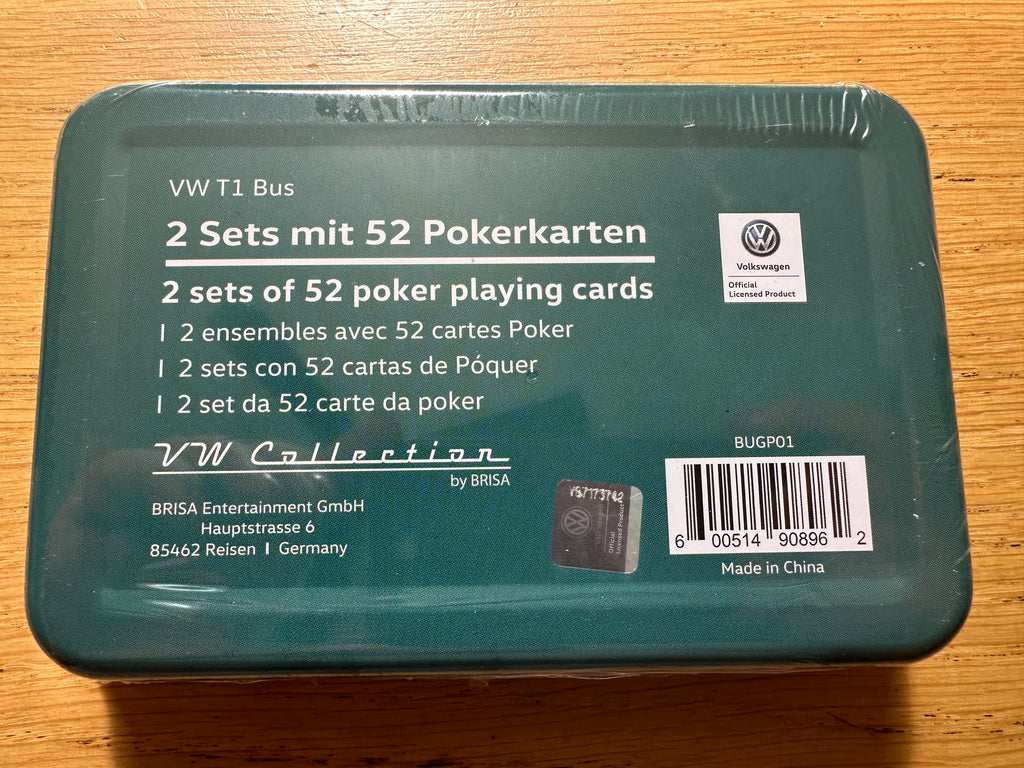 VW T1 Bus
2 Sets mit 52 Pokerkarten
2 sets of 52 poker playing cards
I 2 ensembles avec 52 cartes Poker
I 2 sets con 52 cartas de Póquer
I 2 set da 52 carte da poker
VW Collection
by BRISA
BRISA Entertainment GmbH
Hauptstrasse 6
85462 Reisen I Germany
Volkswagen
Official
Licensed Product
Official
Licensed Product
BUGP01
6 00514 90896 2
Made in China